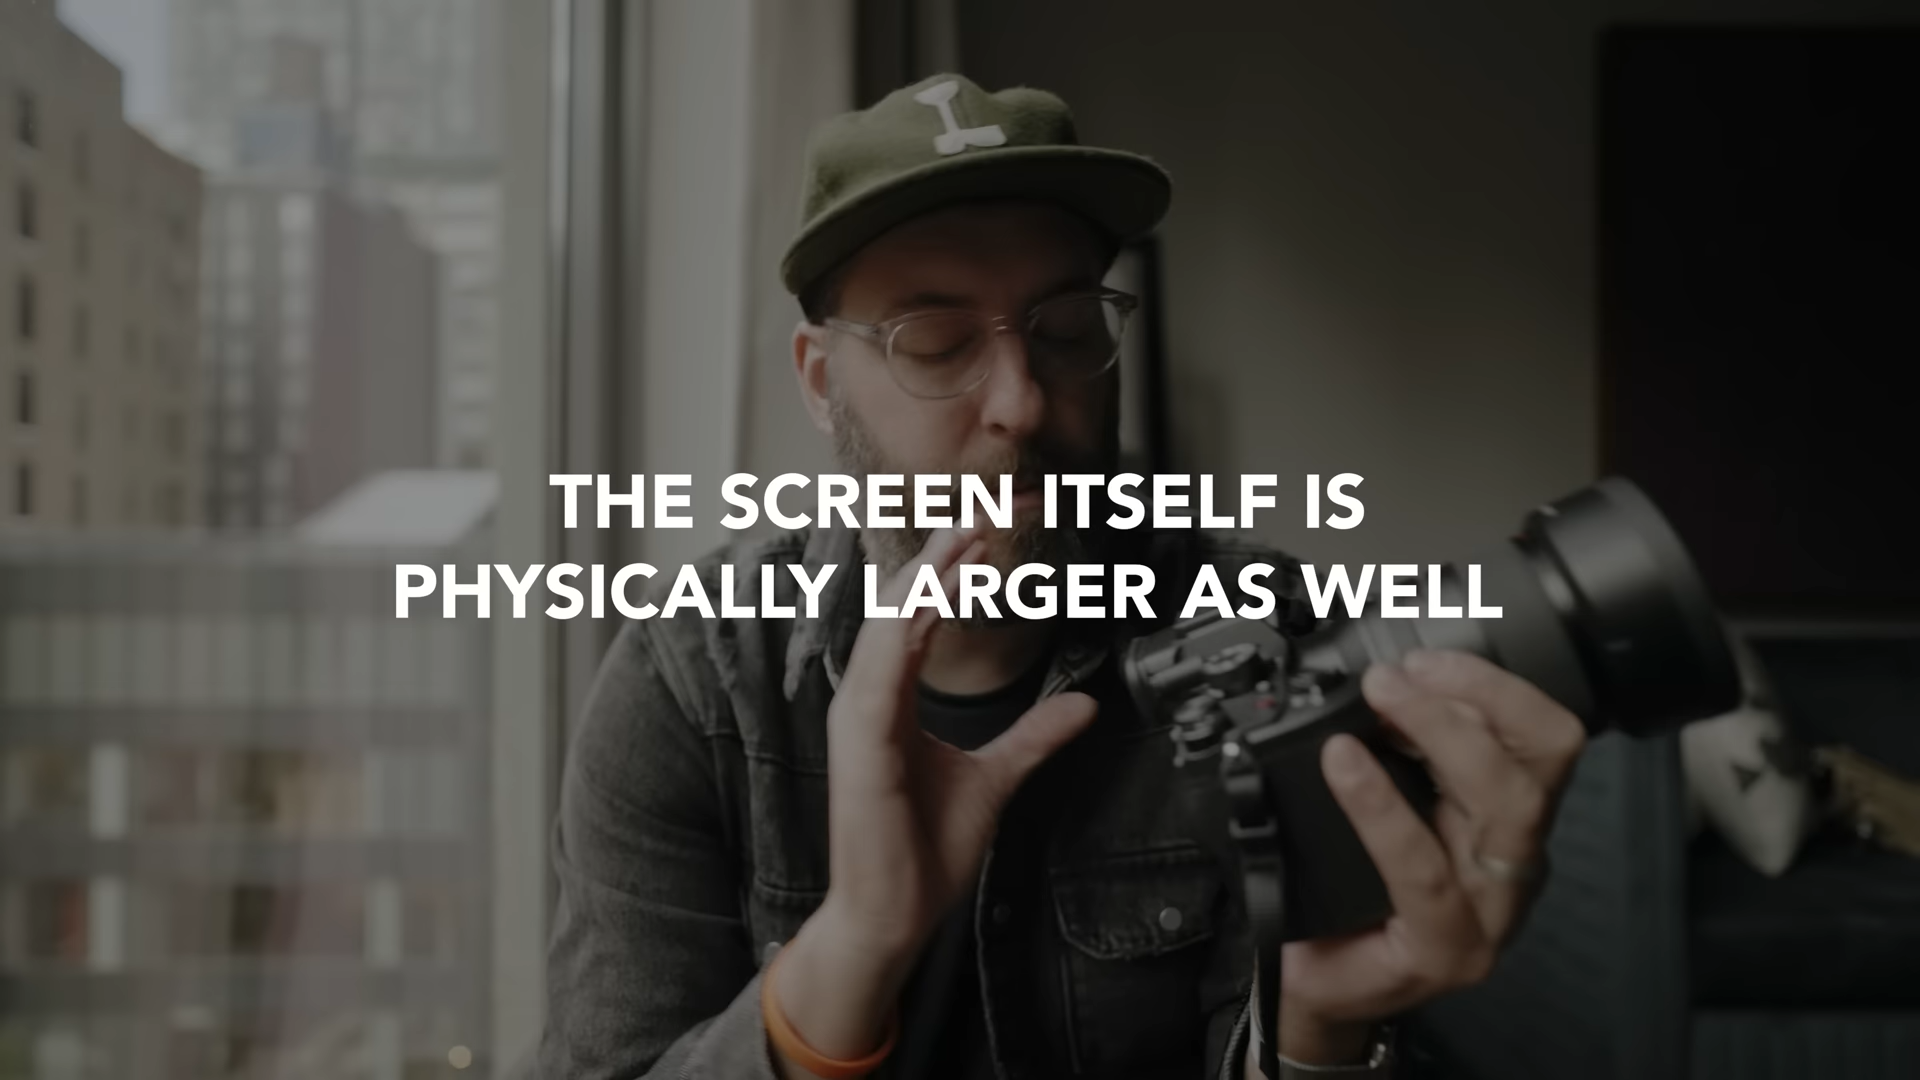 THE SCREEN ITSELF IS
PHYSICALLY LARGER AS WELL